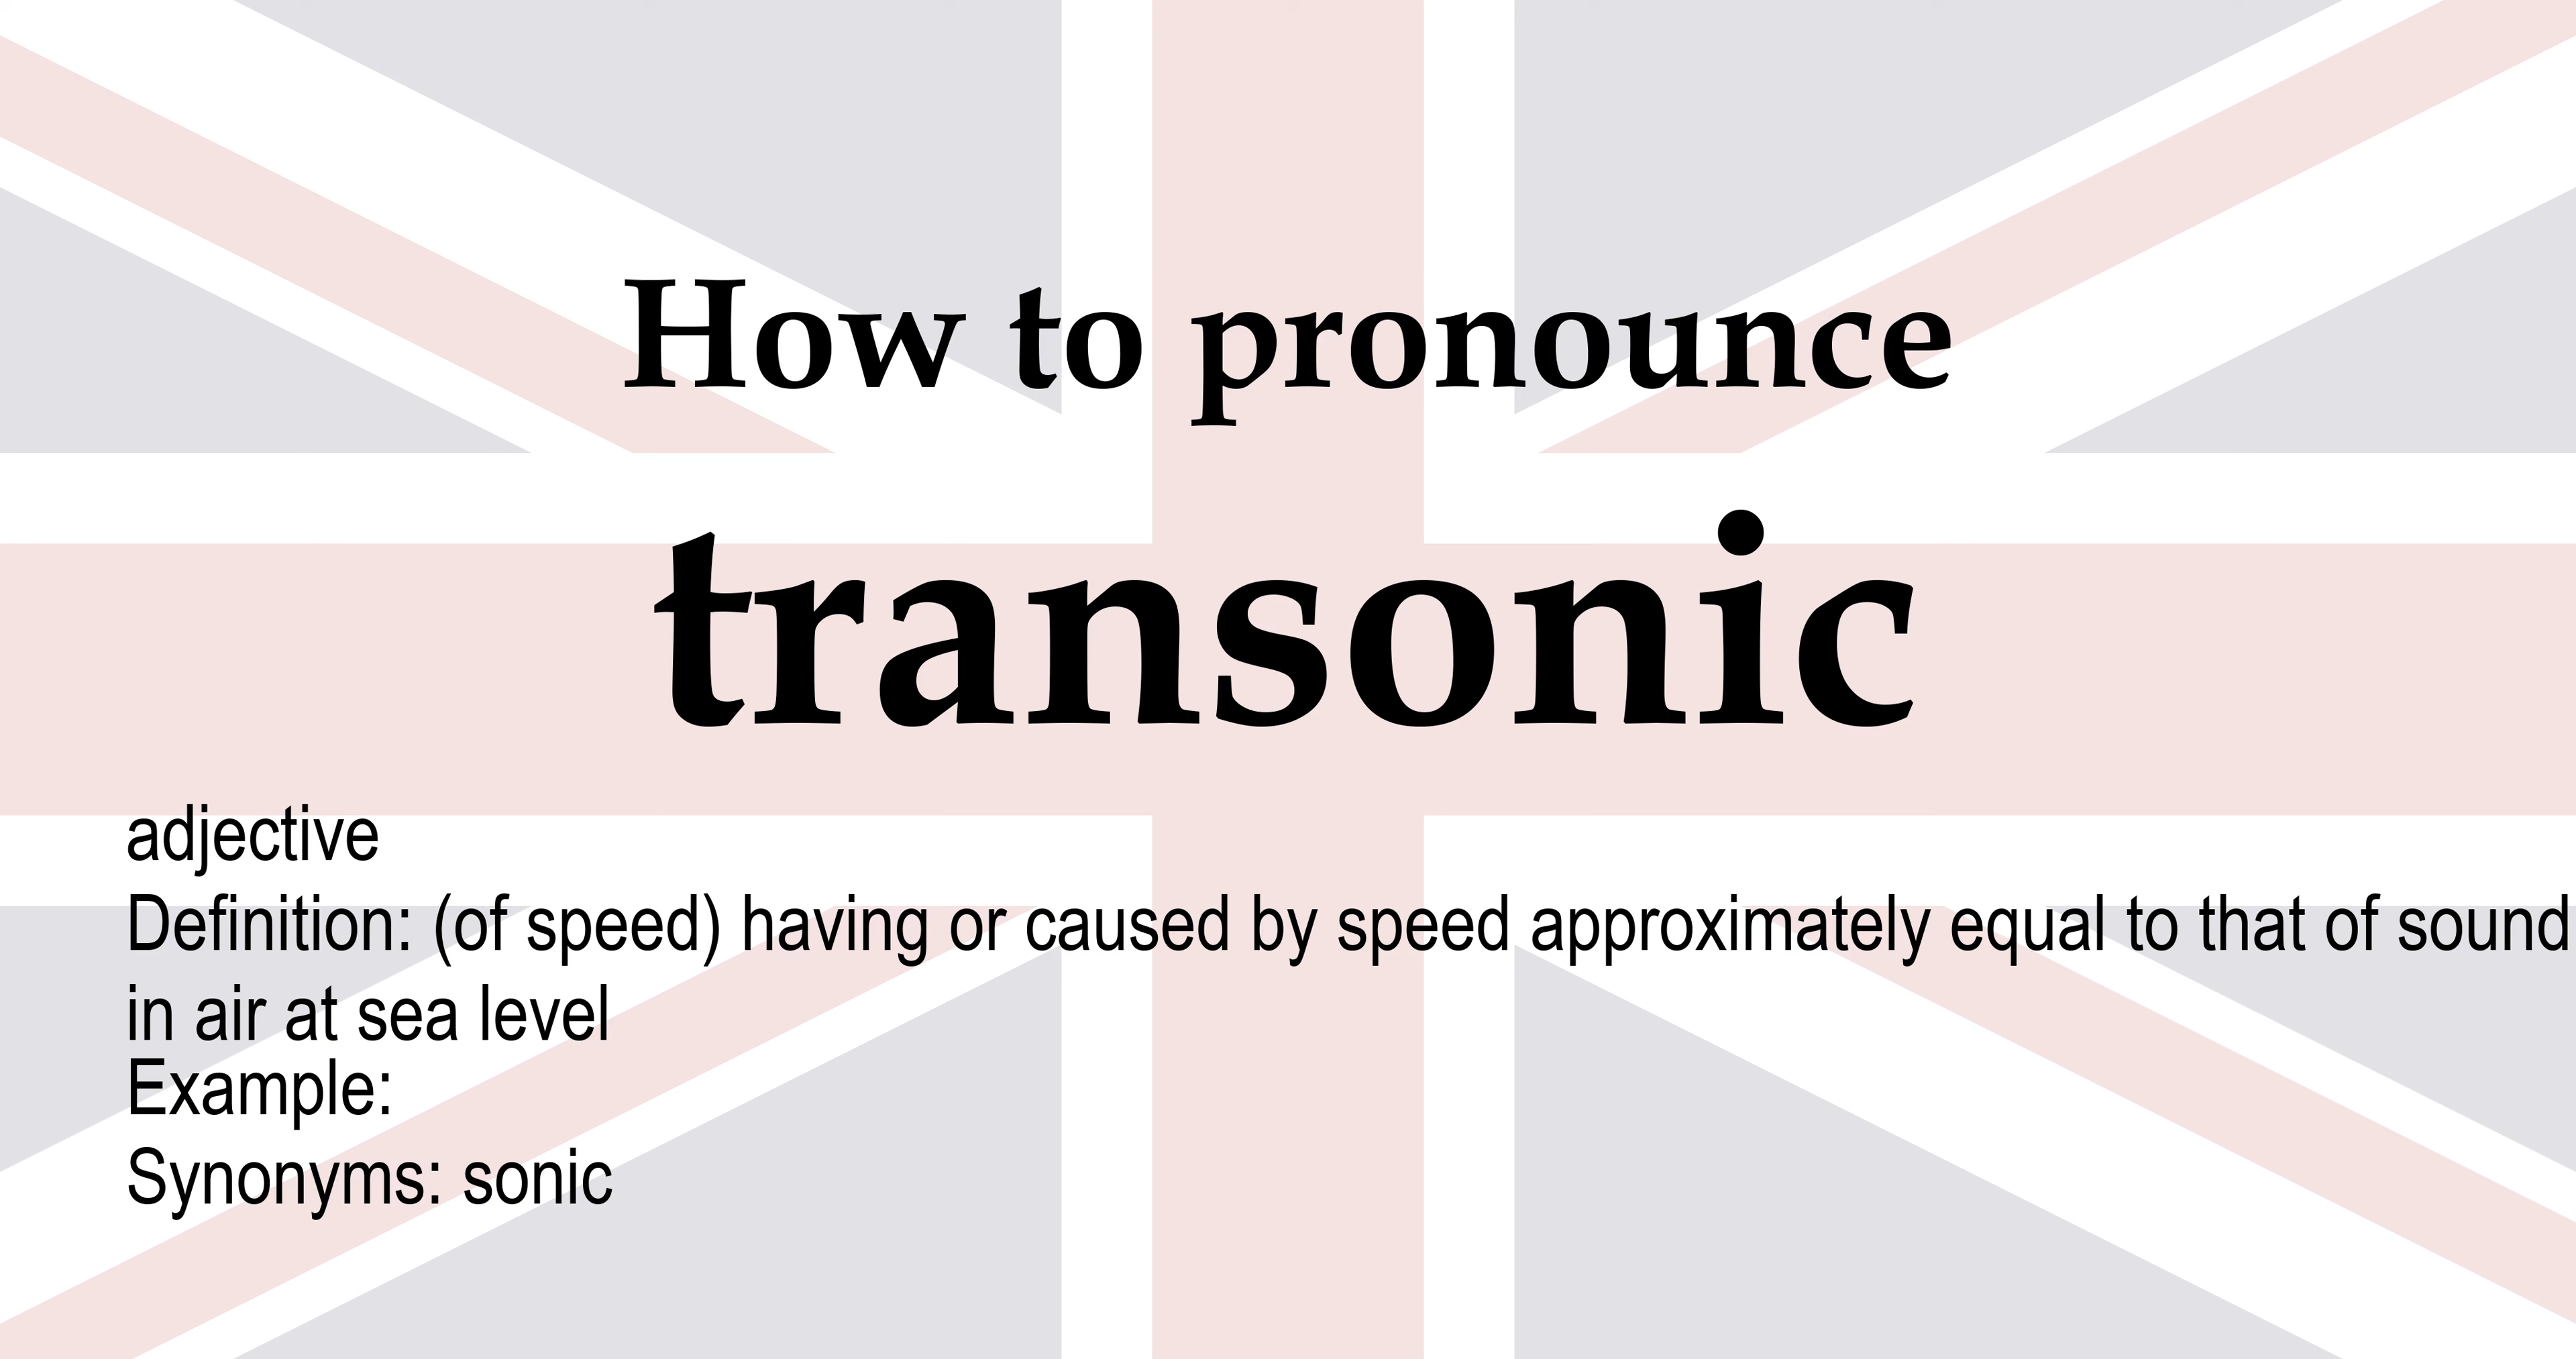 How to pronounce
transonic
adjective
Definition: (of speed) having or caused by speed approximately equal to that of sound
in air at sea level
Example:
Synonyms: sonic